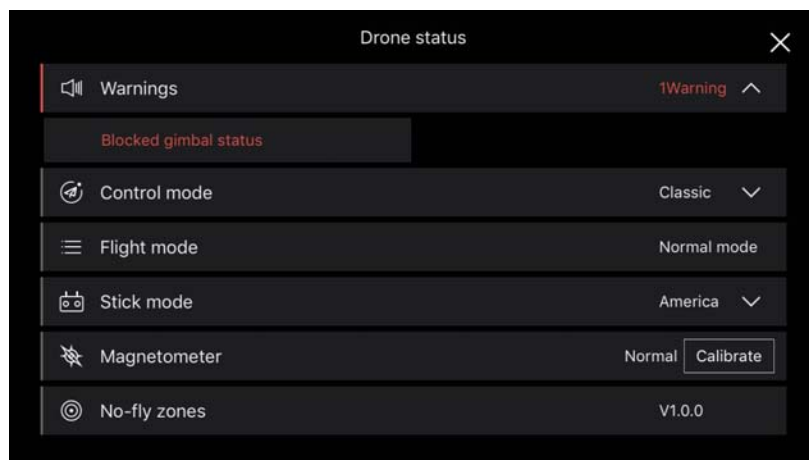 Drone status
Warnings 1Warning
Blocked gimbal status
Control mode Classic
Flight mode Normal mode
Stick mode America
Magnetometer Normal Calibrate
No-fly zones V1.0.0